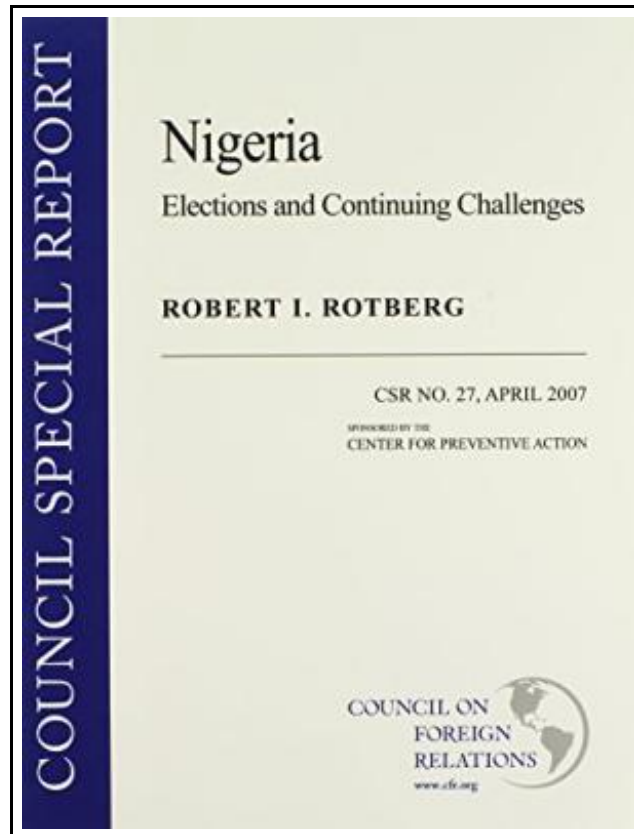 COUNCIL SPECIAL REPORT
Nigeria
Elections and Continuing Challenges
ROBERT I. ROTBERG
CSR NO. 27, APRIL 2007
SPONSORED BY THE
CENTER FOR PREVENTIVE ACTION
COUNCIL ON
FOREIGN
RELATIONS
www.cfr.org